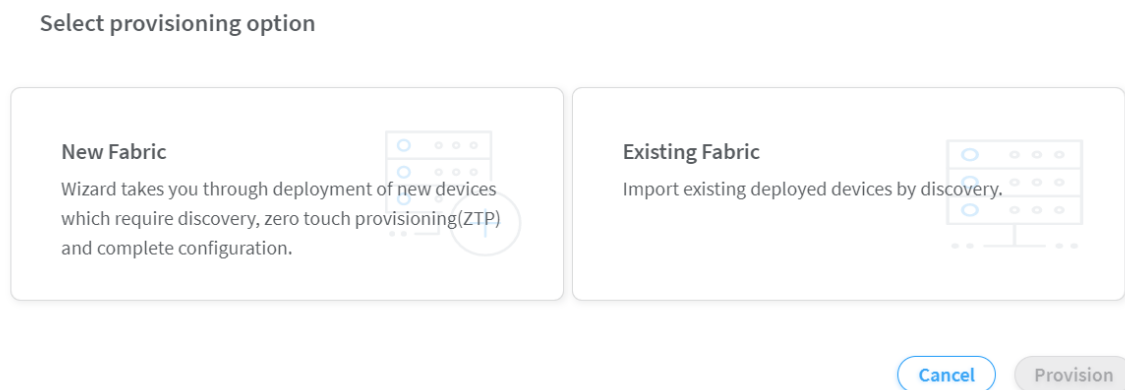 Select provisioning option
New Fabric
Wizard takes you through deployment of new devices
which require discovery, zero touch provisioning(ZTP)
and complete configuration.
Existing Fabric
Import existing deployed devices by discovery.
Cancel
Provision